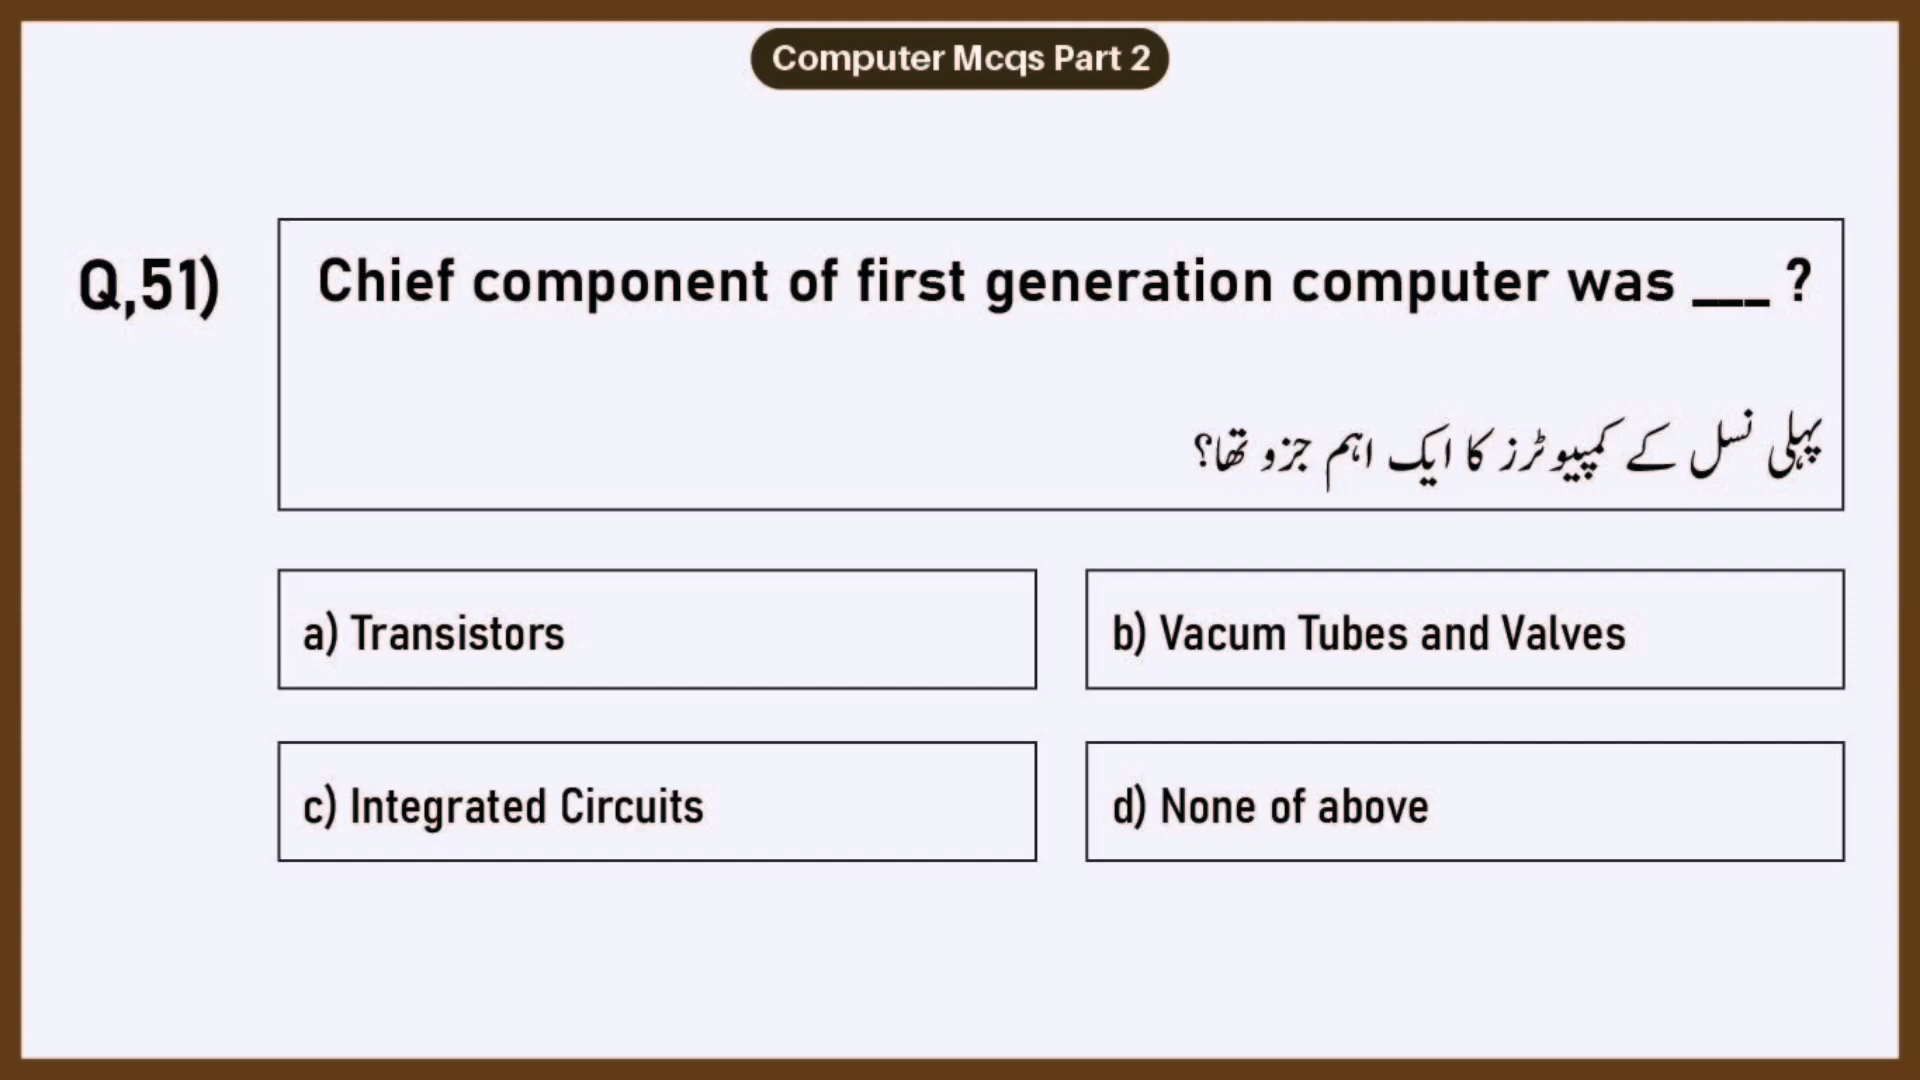 Computer Mcqs Part 2
Q,51)
Chief component of first generation computer was ___ ?
پہلی نسل کے کمپیوٹرز کا ایک اہم جزو تھا؟
a) Transistors
b) Vacum Tubes and Valves
c) Integrated Circuits
d) None of above